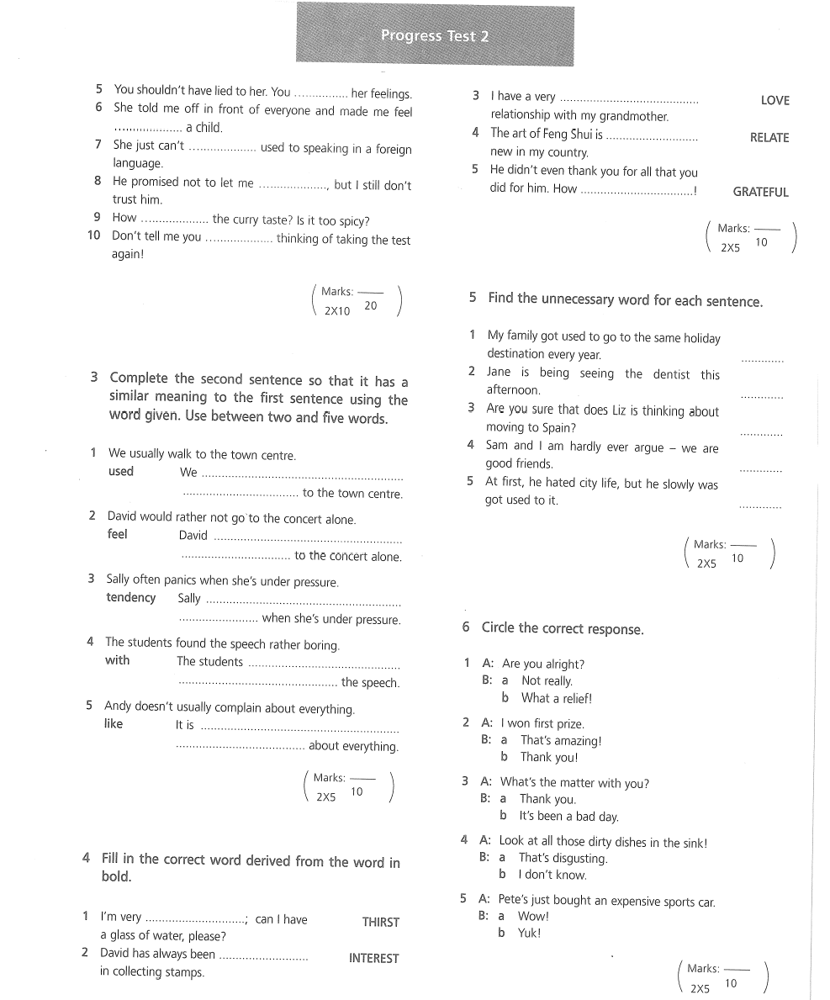 Progress Test 2
5 You shouldn't have lied to her. You ................ her feelings.
6 She told me off in front of everyone and made me feel
.................... a child.
7 She just can't .................... used to speaking in a foreign
language.
8 He promised not to let me ...................., but I still don't
trust him.
9 How .................... the curry taste? Is it too spicy?
10 Don't tell me you .................... thinking of taking the test
again!
Marks: ____
2X10 20
3 Complete the second sentence so that it has a
similar meaning to the first sentence using the
word given. Use between two and five words.
1 We usually walk to the town centre.
used We ............................................................
.................................. to the town centre.
2 David would rather not go to the concert alone.
feel David ........................................................
................................ to the concert alone.
3 Sally often panics when she's under pressure.
tendency Sally ..........................................................
........................ when she's under pressure.
4 The students found the speech rather boring.
with The students .............................................
............................................... the speech.
5 Andy doesn't usually complain about everything.
like It is ...........................................................
...................................... about everything.
Marks: ____
2X5 10
4 Fill in the correct word derived from the word in
bold.
1 I'm very .............................; can I have THIRST
a glass of water, please?
2 David has always been .......................... INTEREST
in collecting stamps.
3 I have a very ......................................... LOVE
relationship with my grandmother.
4 The art of Feng Shui is ........................... RELATE
new in my country.
5 He didn't even thank you for all that you
did for him. How .................................! GRATEFUL
Marks: ____
2X5 10
5 Find the unnecessary word for each sentence.
1 My family got used to go to the same holiday
destination every year. .............
2 Jane is being seeing the dentist this
afternoon. .............
3 Are you sure that does Liz is thinking about
moving to Spain? .............
4 Sam and I am hardly ever argue – we are
good friends. .............
5 At first, he hated city life, but he slowly was
got used to it. .............
Marks: ____
2X5 10
6 Circle the correct response.
1 A: Are you alright?
B: a Not really.
b What a relief!
2 A: I won first prize.
B: a That's amazing!
b Thank you!
3 A: What's the matter with you?
B: a Thank you.
b It's been a bad day.
4 A: Look at all those dirty dishes in the sink!
B: a That's disgusting.
b I don't know.
5 A: Pete's just bought an expensive sports car.
B: a Wow!
b Yuk!
Marks: ____
2X5 10